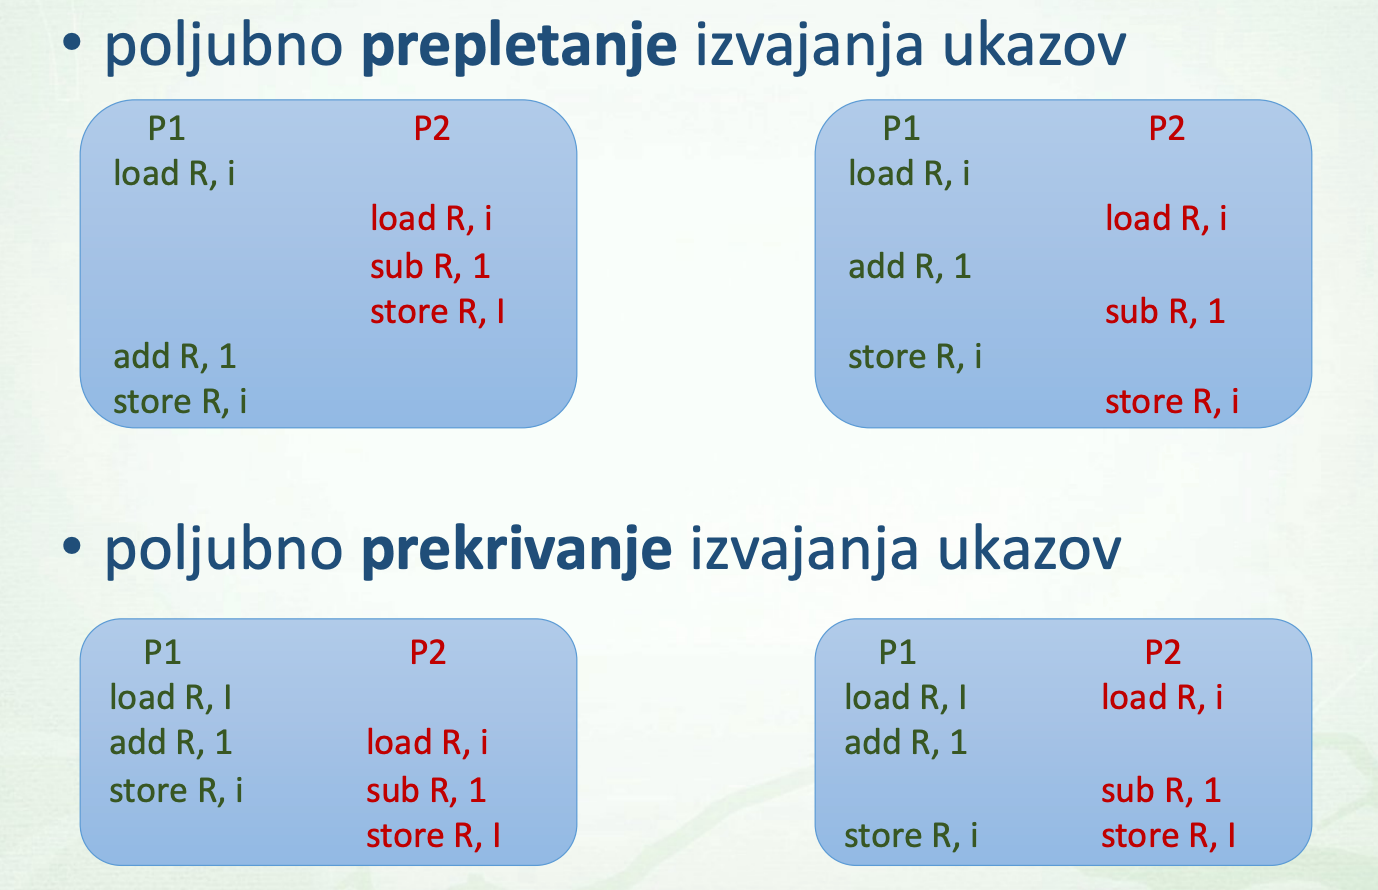 • poljubno prepletanje izvajanja ukazov
P1 P2
load R, i
load R, i
sub R, 1
store R, I
add R, 1
store R, i
P1 P2
load R, i
load R, i
add R, 1
sub R, 1
store R, i
store R, i
• poljubno prekrivanje izvajanja ukazov
P1 P2
load R, I
add R, 1 load R, i
store R, i sub R, 1
store R, I
P1 P2
load R, I load R, i
add R, 1
sub R, 1
store R, i store R, I